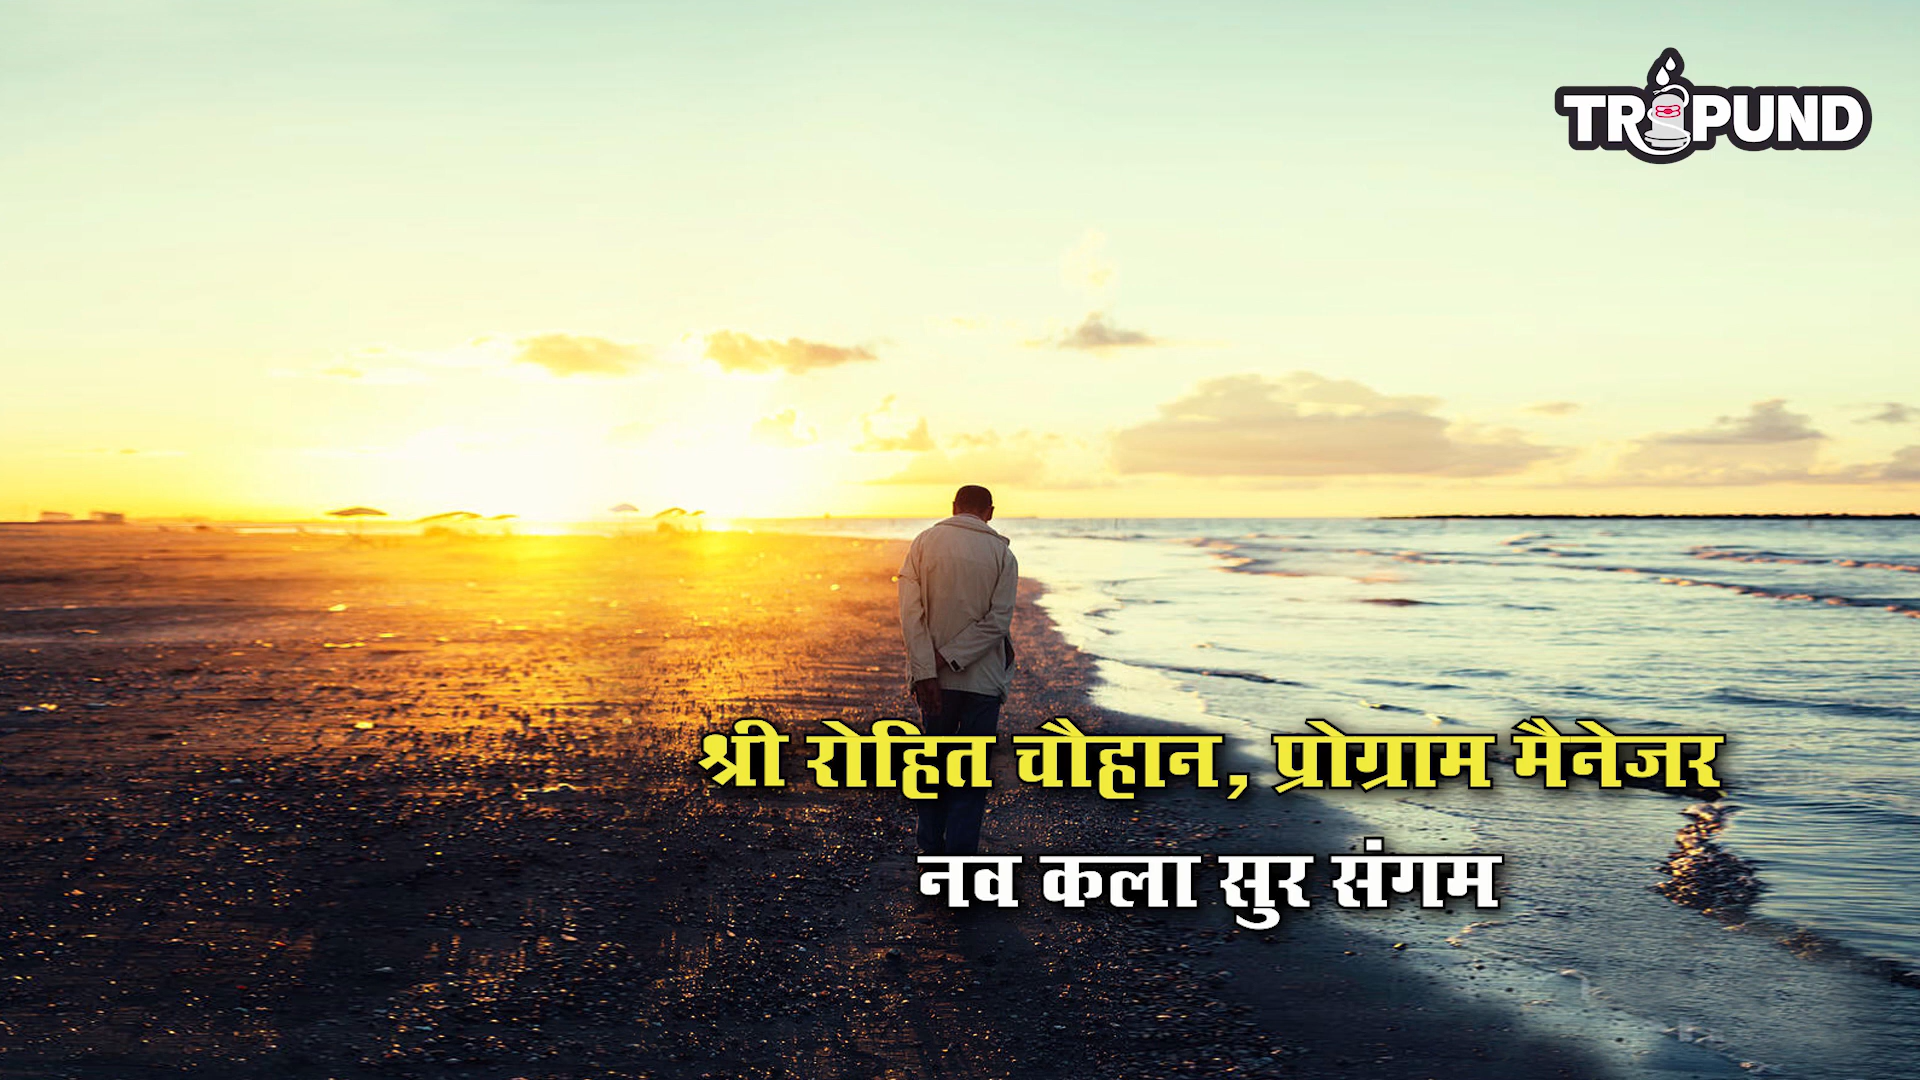 TRIPUND
श्री रोहित चौहान, प्रोग्राम मैनेजर
नव कला सुर संगम